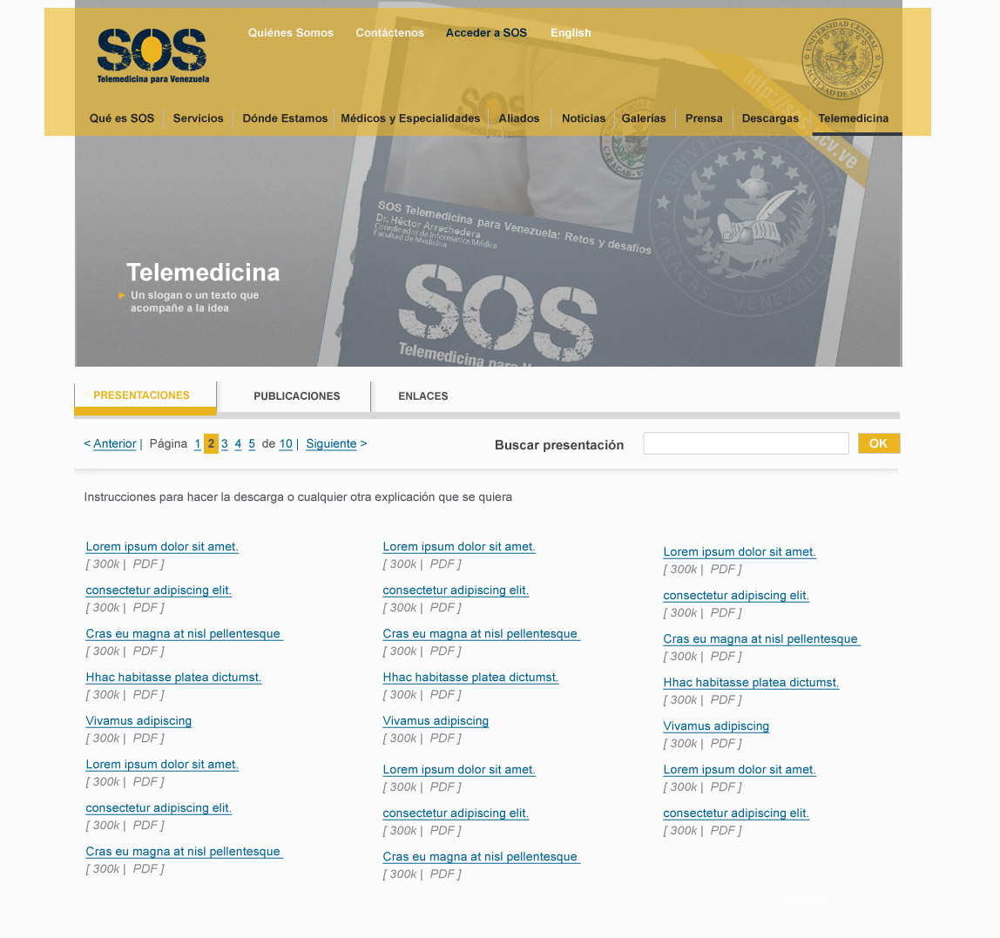 SOS
Telemedicina para Venezuela
Quiénes Somos
Contáctenos
Acceder a SOS
English
UNIVERSIDAD CENTRAL
FACULTAD DE MEDICINA
Qué es SOS
Servicios
Dónde Estamos
Médicos y Especialidades
Aliados
Noticias
Galerías
Prensa
Descargas
Telemedicina
SOS Telemedicina para Venezuela: Retos y desafíos
Dr. Héctor Arrechedera
Coordinador de Informática Médica
Facultad de Medicina
SOS
Telemedicina para V
CARACAS VENEZUELA
Telemedicina
Un slogan o un texto que
acompañe a la idea
PRESENTACIONES
PUBLICACIONES
ENLACES
< Anterior | Página 1 2 3 4 5 de 10 | Siguiente >
Buscar presentación
OK
Instrucciones para hacer la descarga o cualquier otra explicación que se quiera
Lorem ipsum dolor sit amet.
[ 300k | PDF ]
consectetur adipiscing elit.
[ 300k | PDF ]
Cras eu magna at nisl pellentesque
[ 300k | PDF ]
Hhac habitasse platea dictumst.
[ 300k | PDF ]
Vivamus adipiscing
[ 300k | PDF ]
Lorem ipsum dolor sit amet.
[ 300k | PDF ]
consectetur adipiscing elit.
[ 300k | PDF ]
Cras eu magna at nisl pellentesque
[ 300k | PDF ]
Lorem ipsum dolor sit amet.
[ 300k | PDF ]
consectetur adipiscing elit.
[ 300k | PDF ]
Cras eu magna at nisl pellentesque
[ 300k | PDF ]
Hhac habitasse platea dictumst.
[ 300k | PDF ]
Vivamus adipiscing
[ 300k | PDF ]
Lorem ipsum dolor sit amet.
[ 300k | PDF ]
consectetur adipiscing elit.
[ 300k | PDF ]
Cras eu magna at nisl pellentesque
[ 300k | PDF ]
Lorem ipsum dolor sit amet.
[ 300k | PDF ]
consectetur adipiscing elit.
[ 300k | PDF ]
Cras eu magna at nisl pellentesque
[ 300k | PDF ]
Hhac habitasse platea dictumst.
[ 300k | PDF ]
Vivamus adipiscing
[ 300k | PDF ]
Lorem ipsum dolor sit amet.
[ 300k | PDF ]
consectetur adipiscing elit.
[ 300k | PDF ]